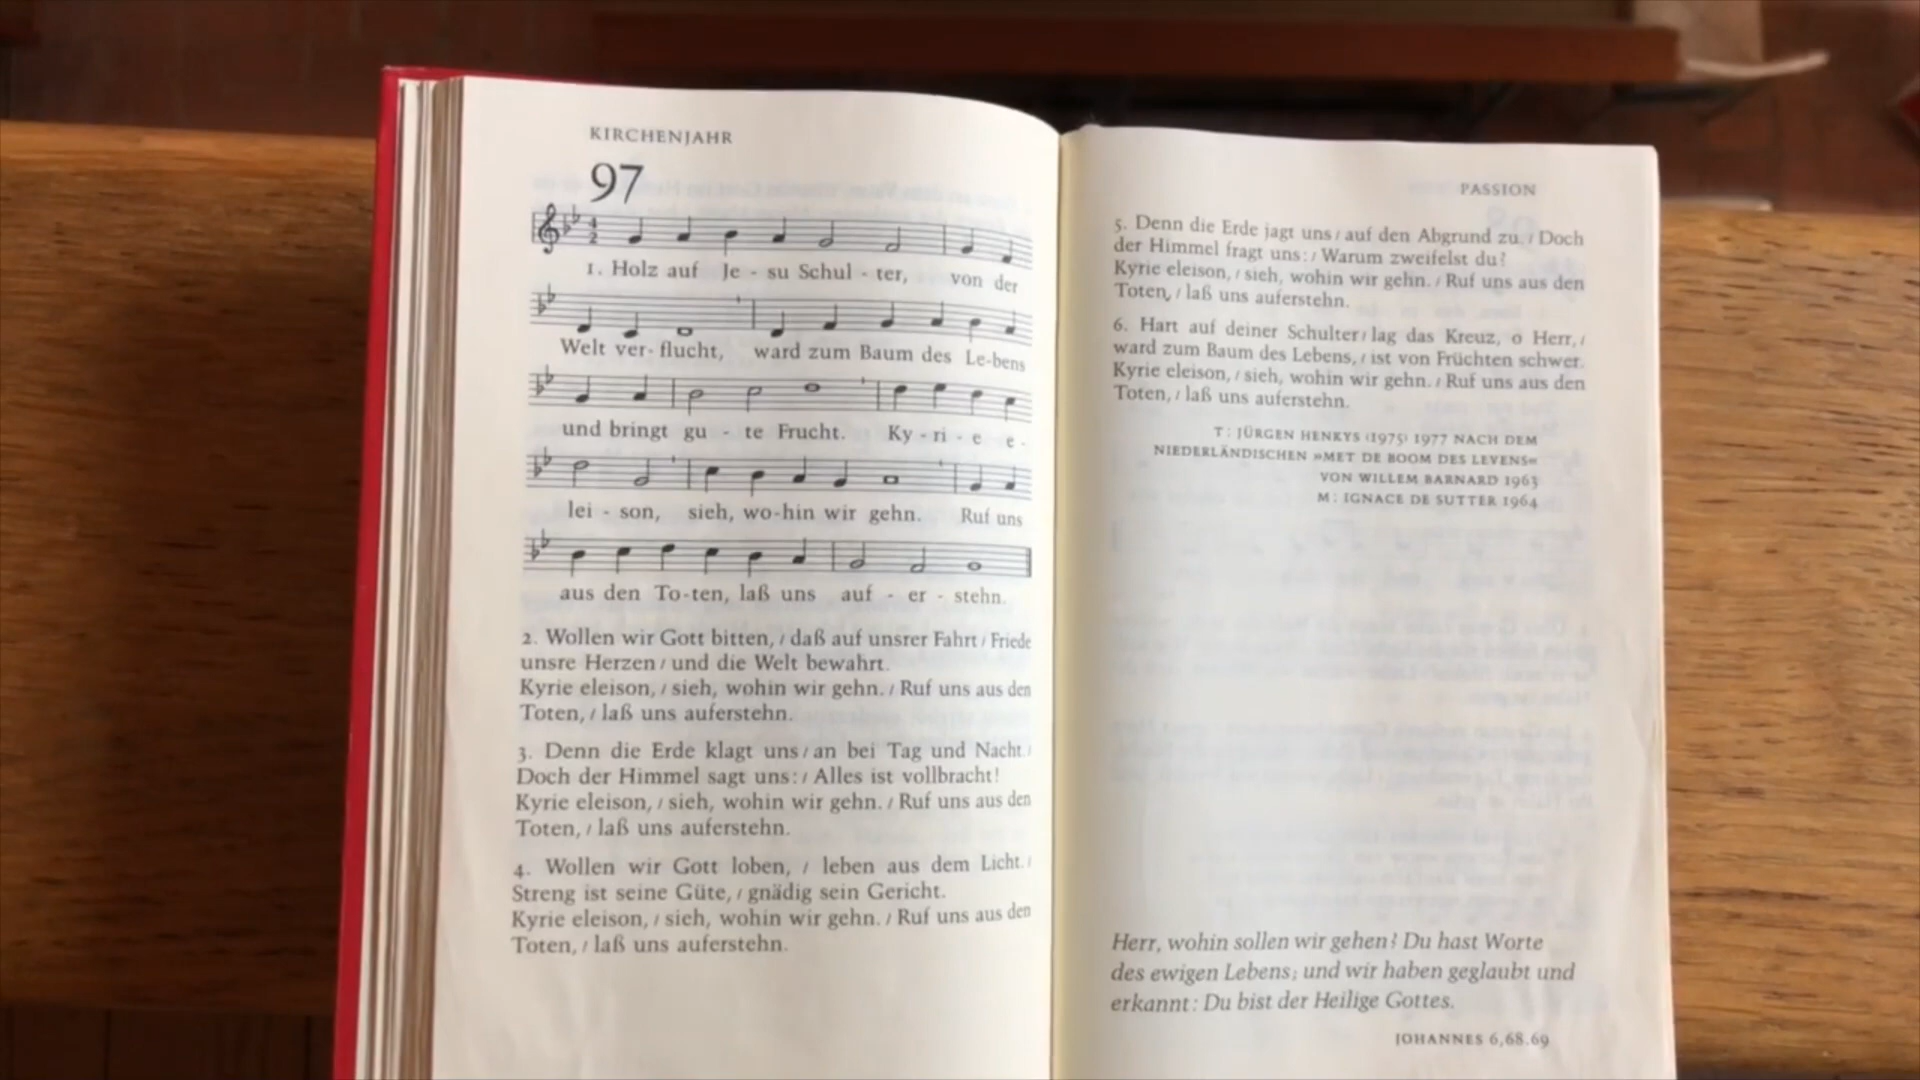 KIRCHENJAHR
97
1. Holz auf Je - su Schul - ter, von der
Welt ver- flucht, ward zum Baum des Le-bens
und bringt gu - te Frucht. Ky - ri - e e -
lei - son, sieh, wo-hin wir gehn. Ruf uns
aus den To-ten, laß uns auf - er - stehn.
2. Wollen wir Gott bitten, / daß auf unsrer Fahrt / Friede
unsre Herzen / und die Welt bewahrt.
Kyrie eleison, / sieh, wohin wir gehn. / Ruf uns aus den
Toten, / laß uns auferstehn.
3. Denn die Erde klagt uns / an bei Tag und Nacht. /
Doch der Himmel sagt uns: / Alles ist vollbracht!
Kyrie eleison, / sieh, wohin wir gehn. / Ruf uns aus den
Toten, / laß uns auferstehn.
4. Wollen wir Gott loben, / leben aus dem Licht. /
Streng ist seine Güte, / gnädig sein Gericht.
Kyrie eleison, / sieh, wohin wir gehn. / Ruf uns aus den
Toten, / laß uns auferstehn.
PASSION
5. Denn die Erde jagt uns / auf den Abgrund zu. / Doch
der Himmel fragt uns: / Warum zweifelst du?
Kyrie eleison, / sieh, wohin wir gehn. / Ruf uns aus den
Toten, / laß uns auferstehn.
6. Hart auf deiner Schulter / lag das Kreuz, o Herr, /
ward zum Baum des Lebens, / ist von Früchten schwer.
Kyrie eleison, / sieh, wohin wir gehn. / Ruf uns aus den
Toten, / laß uns auferstehn.
T: JÜRGEN HENKYS (1975) 1977 NACH DEM
NIEDERLÄNDISCHEN »MET DE BOOM DES LEVENS«
VON WILLEM BARNARD 1963
M: IGNACE DE SUTTER 1964
Herr, wohin sollen wir gehen? Du hast Worte
des ewigen Lebens; und wir haben geglaubt und
erkannt: Du bist der Heilige Gottes.
JOHANNES 6,68.69